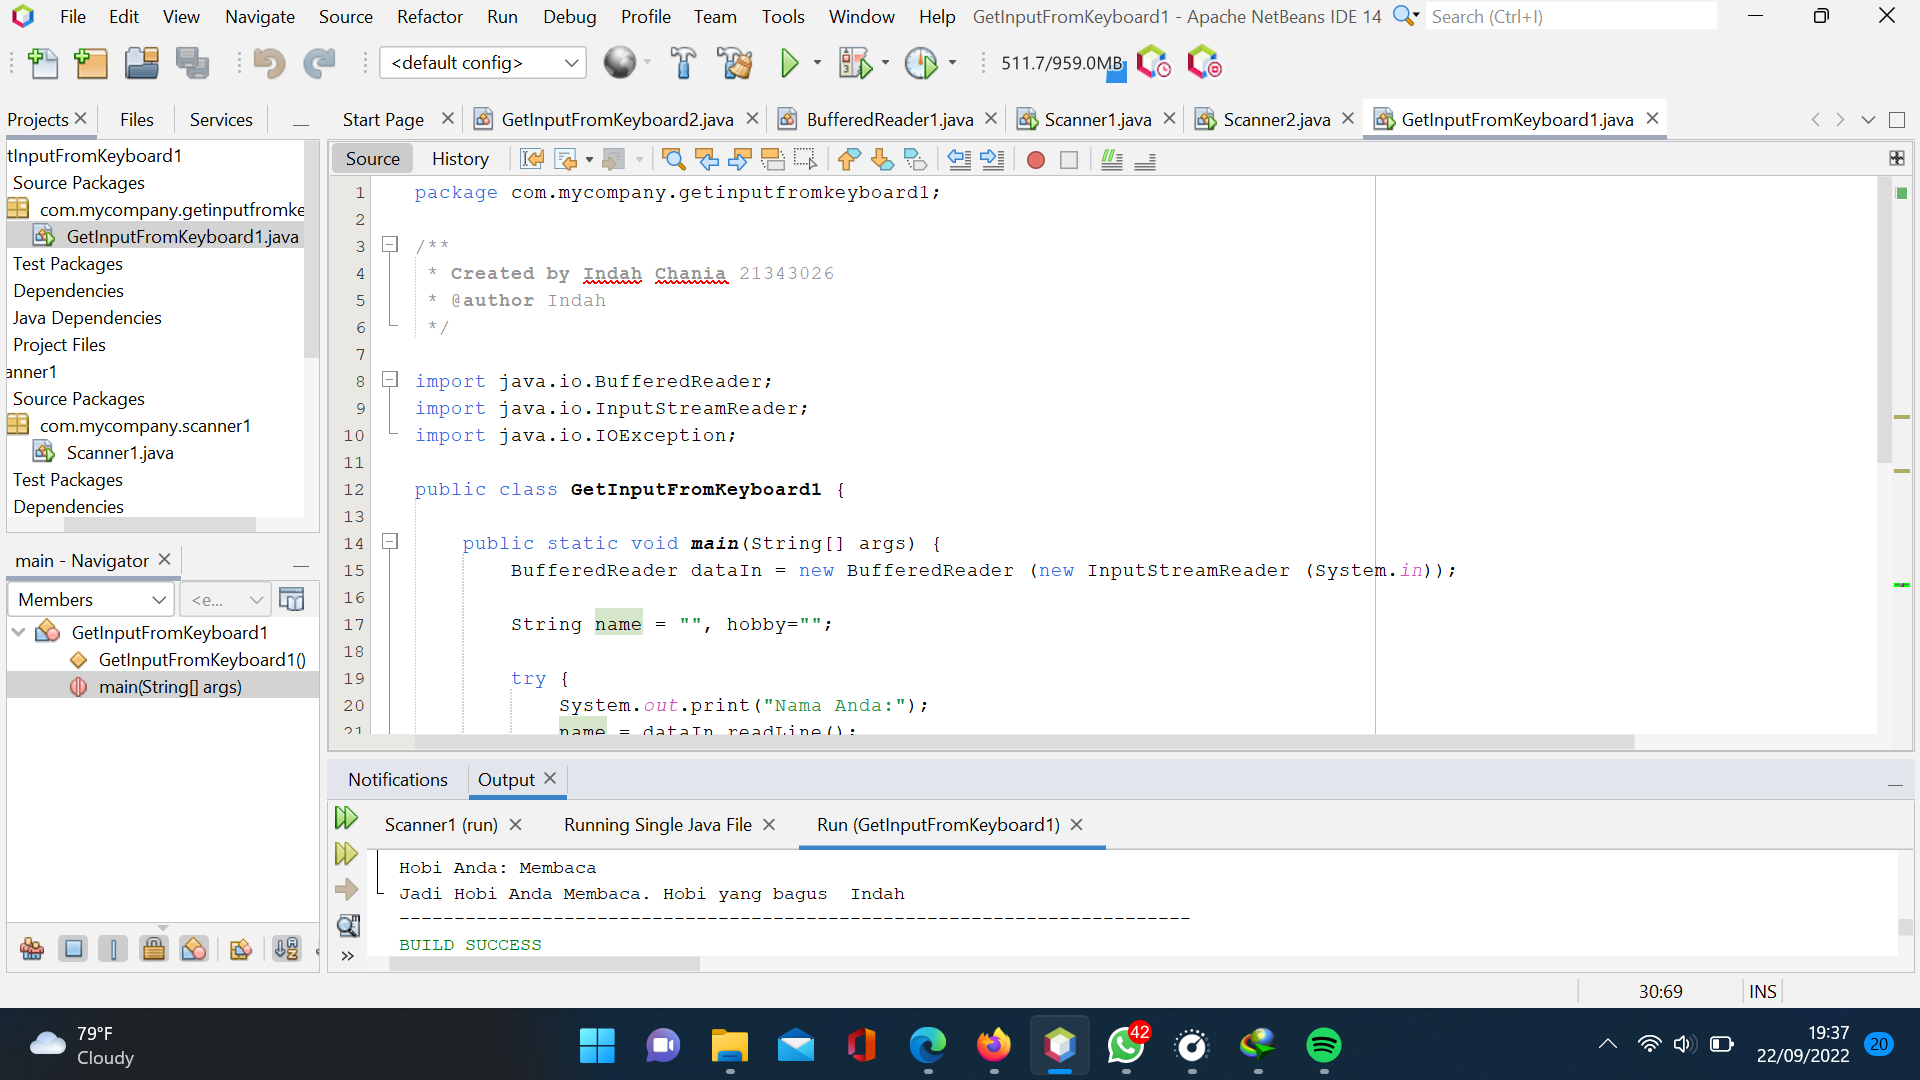 File Edit View Navigate Source Refactor Run Debug Profile Team Tools Window Help GetInputFromKeyboard1 - Apache NetBeans IDE 14 Search (Ctrl+I)
<default config> 511.7/959.0MB
Projects Files Services
Start Page GetInputFromKeyboard2.java BufferedReader1.java Scanner1.java Scanner2.java GetInputFromKeyboard1.java
tInputFromKeyboard1
Source Packages
com.mycompany.getinputfromke
GetInputFromKeyboard1.java
Test Packages
Dependencies
Java Dependencies
Project Files
anner1
Source Packages
com.mycompany.scanner1
Scanner1.java
Test Packages
Dependencies
main - Navigator
Members <e...
GetInputFromKeyboard1
GetInputFromKeyboard1()
main(String[] args)
Source History
1 package com.mycompany.getinputfromkeyboard1;
2
3 /**
4 * Created by Indah Chania 21343026
5 * @author Indah
6 */
7
8 import java.io.BufferedReader;
9 import java.io.InputStreamReader;
10 import java.io.IOException;
11
12 public class GetInputFromKeyboard1 {
13
14 public static void main(String[] args) {
15 BufferedReader dataIn = new BufferedReader (new InputStreamReader (System.in));
16
17 String name = "", hobby="";
18
19 try {
20 System.out.print("Nama Anda:");
21 name = dataIn.readLine();
Notifications Output
Scanner1 (run) Running Single Java File Run (GetInputFromKeyboard1)
Hobi Anda: Membaca
Jadi Hobi Anda Membaca. Hobi yang bagus  Indah
------------------------------------------------------------------------
BUILD SUCCESS
30:69 INS
79°F
Cloudy
42
19:37
22/09/2022
20